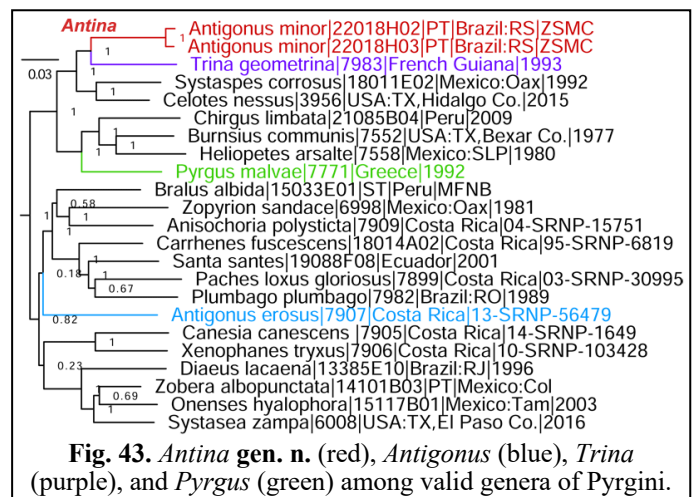 Antina
Antigonus minor|22018H02|PT|Brazil:RS|ZSMC
1
1
Antigonus minor|22018H03|PT|Brazil:RS|ZSMC
Trina geometrina|7983|French Guiana|1993
0.03
1
Systaspes corrosus|18011E02|Mexico:Oax|1992
1
Celotes nessus|3956|USA:TX,Hidalgo Co.|2015
1
Chirgus limbata|21085B04|Peru|2009
1
Burnsius communis|7552|USA:TX,Bexar Co.|1977
1
1
Heliopetes arsalte|7558|Mexico:SLP|1980
Pyrgus malvae|7771|Greece|1992
Bralus albida|15033E01|ST|Peru|MFNB
0.58
Zopyrion sandace|6998|Mexico:Oax|1981
1
1
Anisochoria polysticta|7909|Costa Rica|04-SRNP-15751
Carrhenes fuscescens|18014A02|Costa Rica|95-SRNP-6819
Santa santes|19088F08|Ecuador|2001
0.18
1
Paches loxus gloriosus|7899|Costa Rica|03-SRNP-30995
0.67
Plumbago plumbago|7982|Brazil:RO|1989
Antigonus erosus|7907|Costa Rica|13-SRNP-56479
0.82
Canesia canescens |7905|Costa Rica|14-SRNP-1649
1
Xenophanes tryxus|7906|Costa Rica|10-SRNP-103428
0.23
Diaeus lacaena|13385E10|Brazil:RJ|1996
Zobera albopunctata|14101B03|PT|Mexico:Col
0.69
Onenses hyalophora|15117B01|Mexico:Tam|2003
1
Systasea zampa|6008|USA:TX,El Paso Co.|2016
Fig. 43. Antina gen. n. (red), Antigonus (blue), Trina
(purple), and Pyrgus (green) among valid genera of Pyrgini.